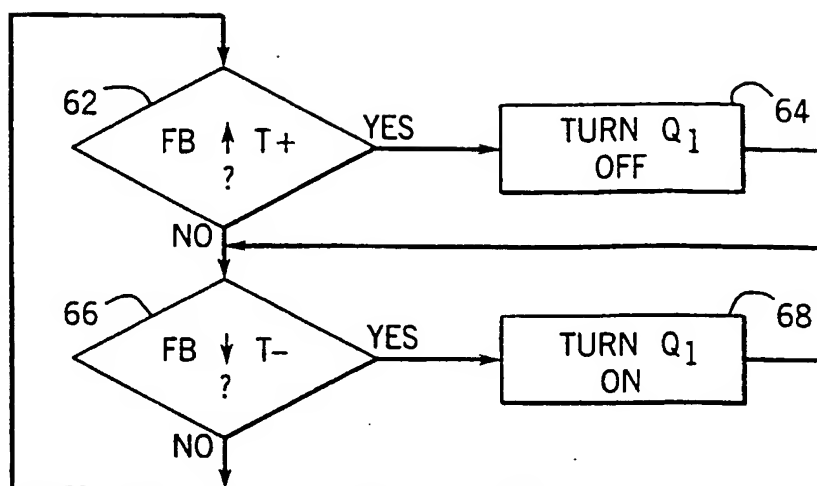 62
FB ↑ T+
?
YES
TURN Q1
OFF
64
NO
66
FB ↓ T-
?
YES
TURN Q1
ON
68
NO